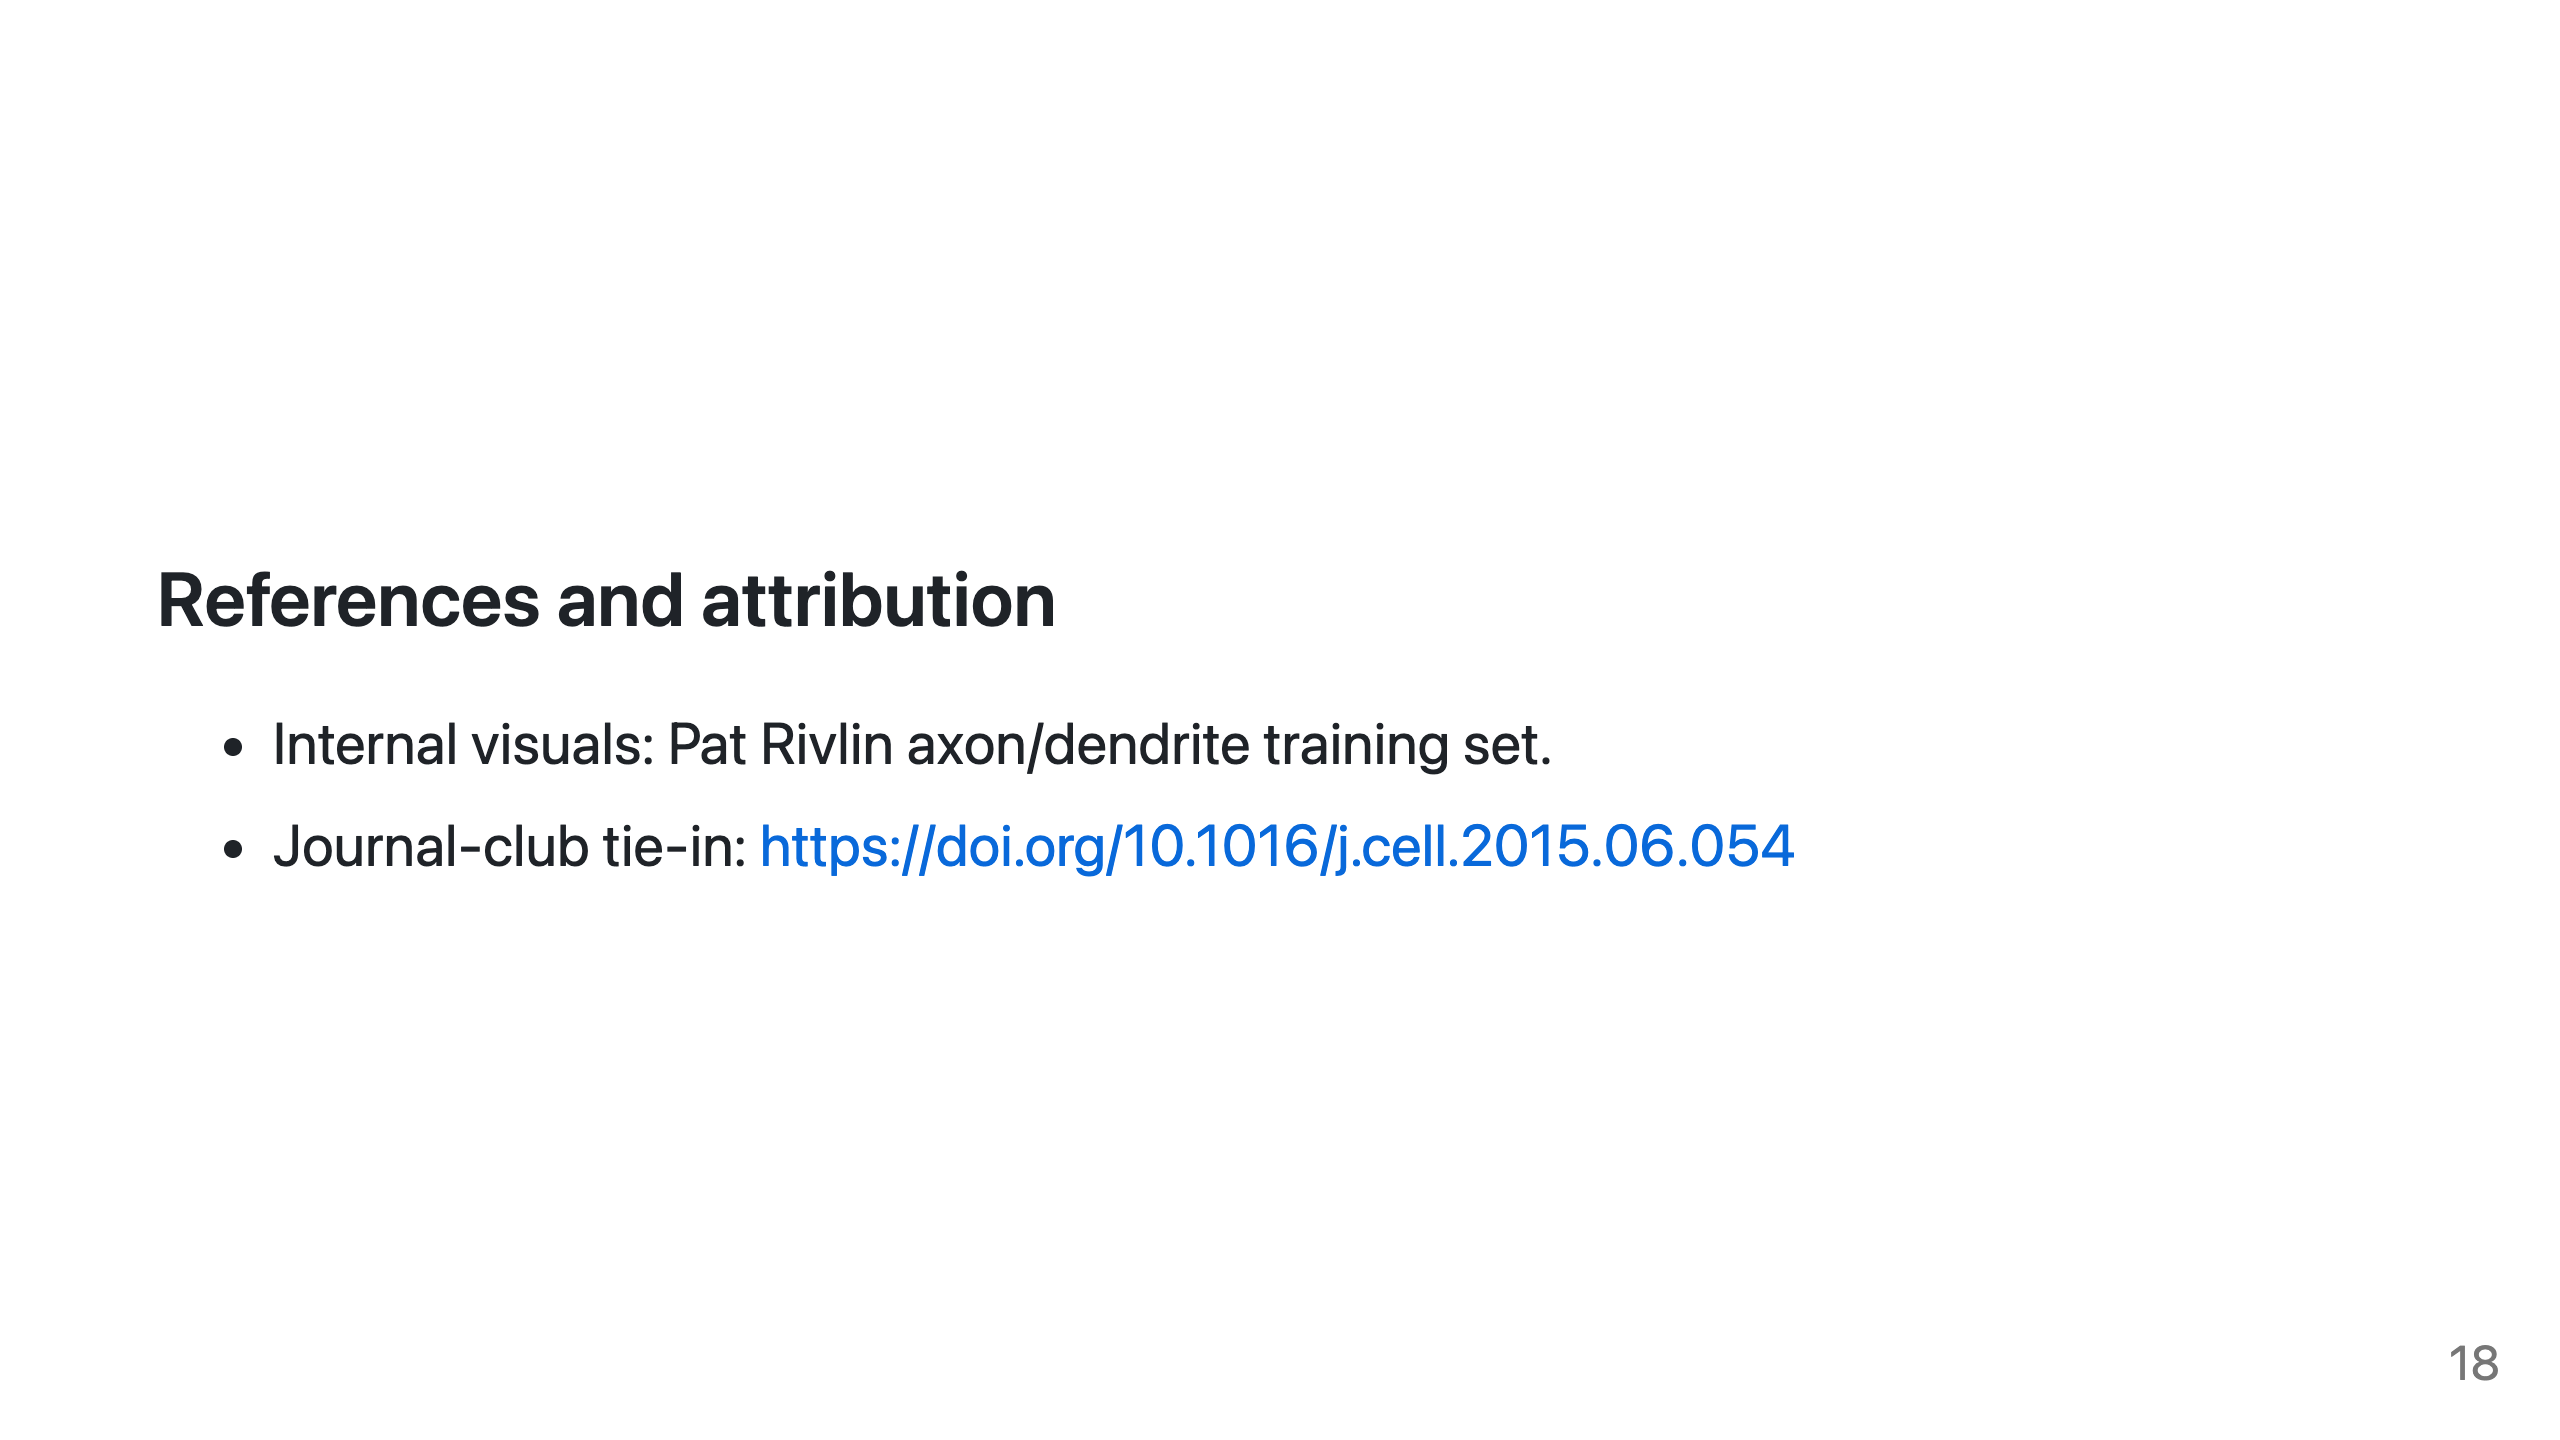 References and attribution
• Internal visuals: Pat Rivlin axon/dendrite training set.
• Journal-club tie-in: https://doi.org/10.1016/j.cell.2015.06.054
18